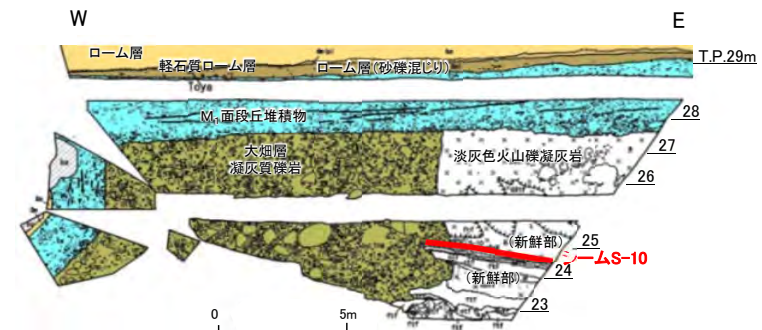 W
E
ローム層
軽石質ローム層
ローム層(砂礫混じり)
T.P.29m
Toya
M₁面段丘堆積物
28
大畑層
凝灰質礫岩
淡灰色火山礫凝灰岩
27
26
(新鮮部)
25
シームS-10
(新鮮部)
24
23
0
5m